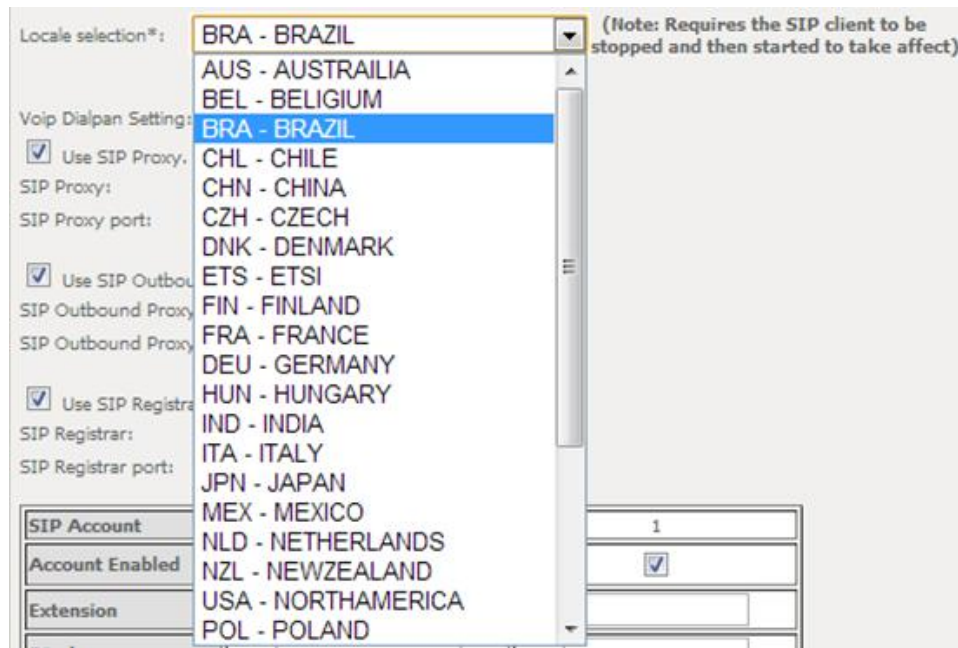 Locale selection*: BRA - BRAZIL (Note: Requires the SIP client to be
stopped and then started to take affect)
AUS - AUSTRAILIA
BEL - BELIGIUM
Voip Dialpan Setting:
BRA - BRAZIL
Use SIP Proxy.
CHL - CHILE
SIP Proxy:
CHN - CHINA
SIP Proxy port:
CZH - CZECH
DNK - DENMARK
Use SIP Outbou
ETS - ETSI
SIP Outbound Proxy
FIN - FINLAND
SIP Outbound Proxy
FRA - FRANCE
DEU - GERMANY
Use SIP Registra
HUN - HUNGARY
SIP Registrar:
IND - INDIA
SIP Registrar port:
ITA - ITALY
JPN - JAPAN
MEX - MEXICO
SIP Account 1
NLD - NETHERLANDS
Account Enabled
NZL - NEWZEALAND
Extension
USA - NORTHAMERICA
POL - POLAND